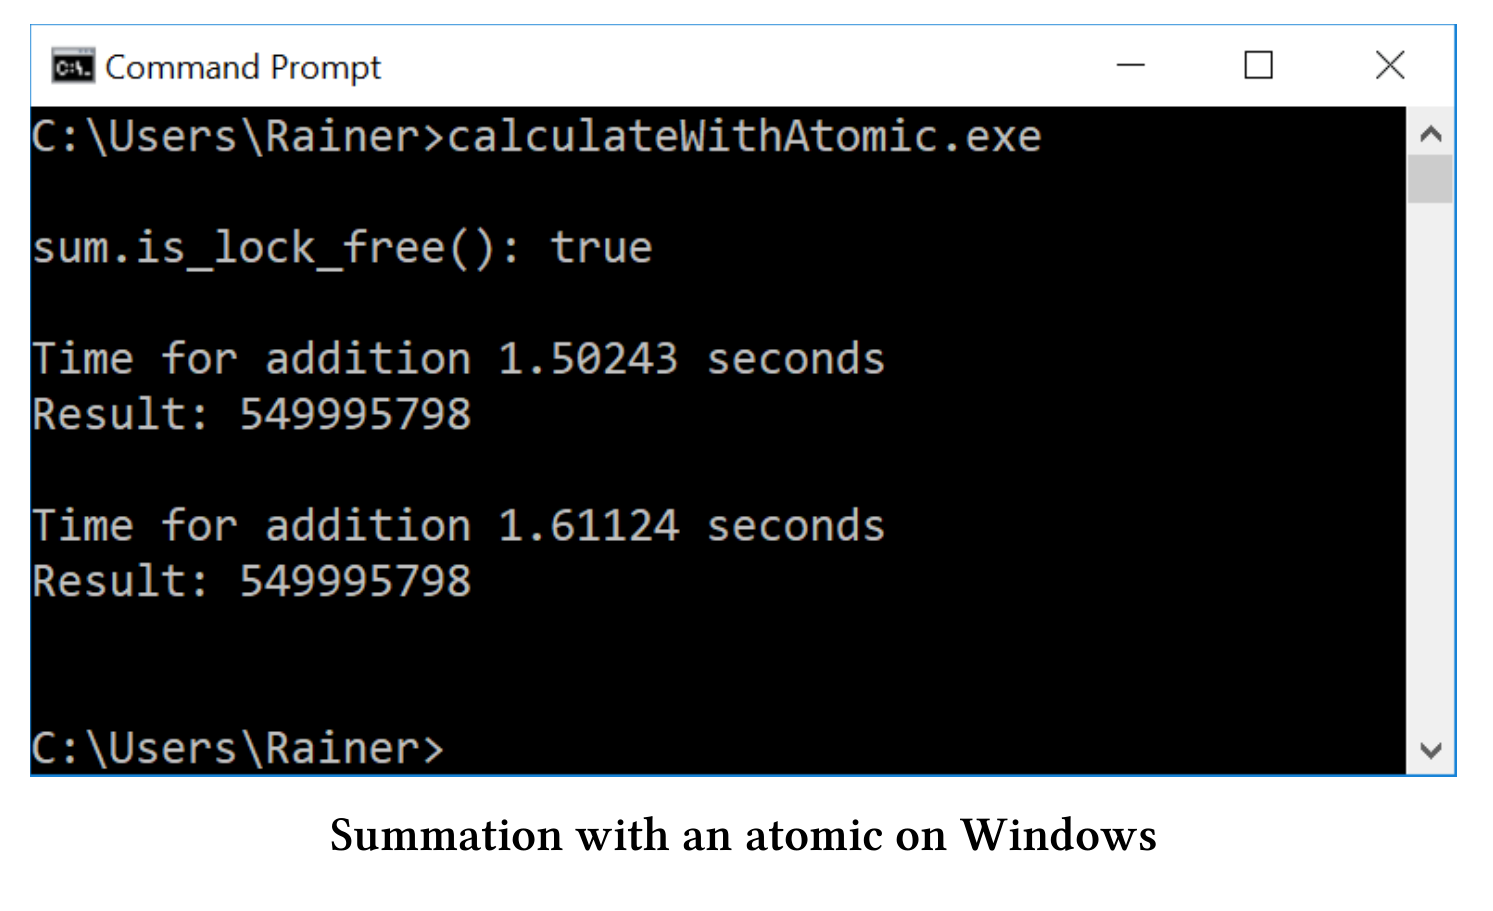 Command Prompt
C:\Users\Rainer>calculateWithAtomic.exe
sum.is_lock_free(): true
Time for addition 1.50243 seconds
Result: 549995798
Time for addition 1.61124 seconds
Result: 549995798
C:\Users\Rainer>
Summation with an atomic on Windows